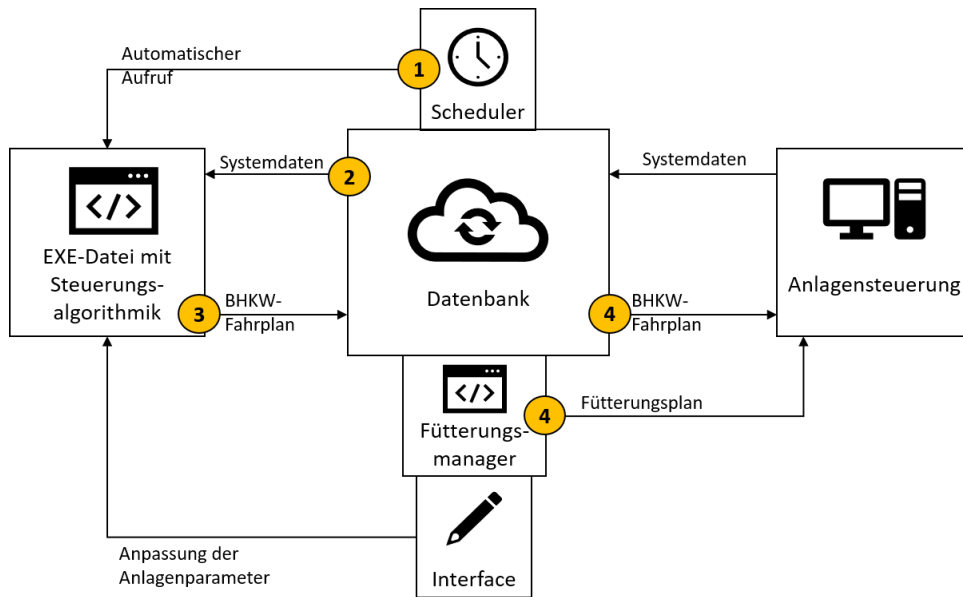 Automatischer
Aufruf
1
Scheduler
Systemdaten
2
Systemdaten
</>
EXE-Datei mit
Steuerungs-
algorithmik
Datenbank
Anlagensteuerung
3
BHKW-
Fahrplan
4
BHKW-
Fahrplan
</>
4
Fütterungsplan
Fütterungs-
manager
Anpassung der
Anlagenparameter
Interface